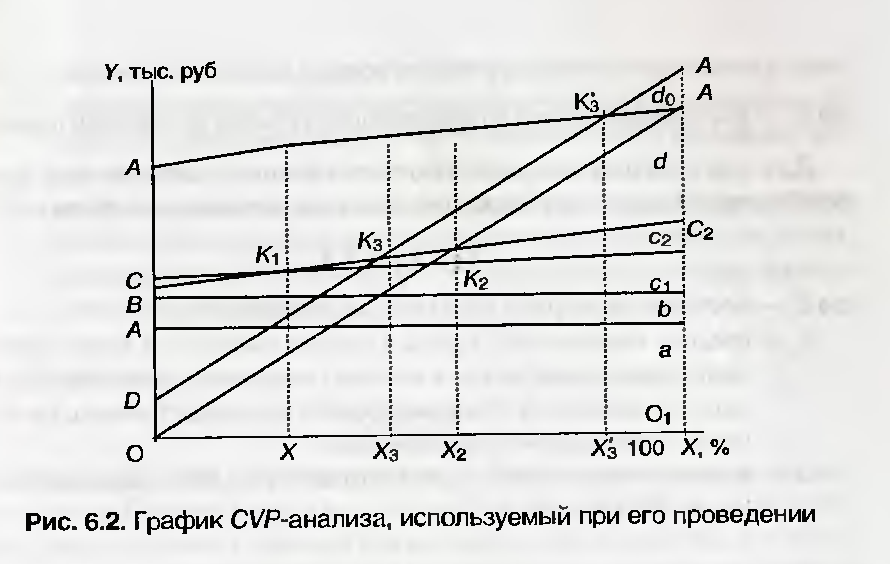 Y, тыс. руб
A
A
K'3
d0
A
d
C2
c2
K3
K1
K2
C
c1
B
b
A
a
D
O1
O
X
X3
X2
X'3
100
X, %
Рис. 6.2. График CVP-анализа, используемый при его проведении